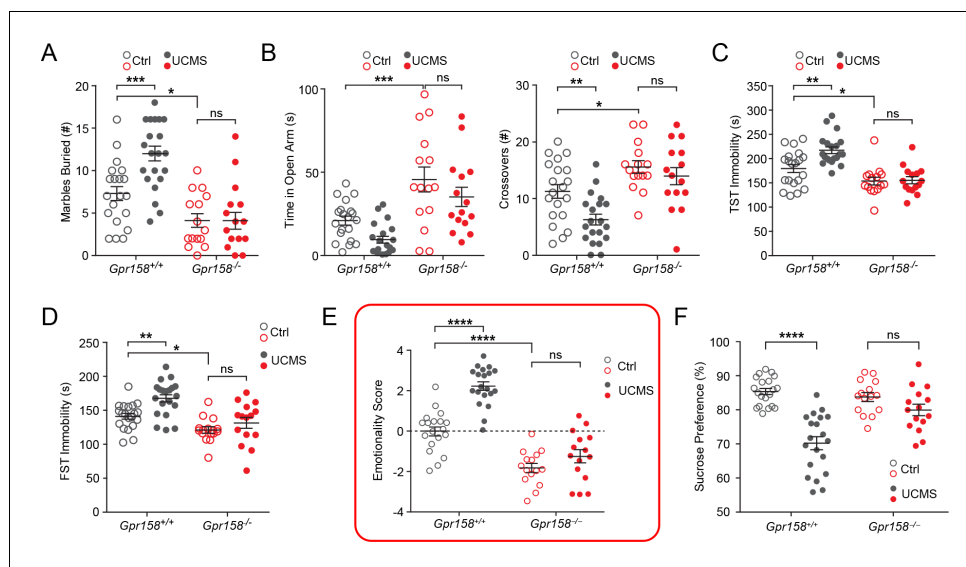 A
Ctrl UCMS
***
*
ns
Marbles Buried (#)
20
15
10
5
0
Gpr158+/+ Gpr158-/-
B
Ctrl UCMS
***
ns
Time in Open Arm (s)
100
50
0
Gpr158+/+ Gpr158-/-
**
ns
*
Crossovers (#)
30
20
10
0
Gpr158+/+ Gpr158-/-
C
Ctrl UCMS
**
*
ns
TST Immobility (s)
350
300
250
200
150
100
50
0
Gpr158+/+ Gpr158-/-
D
Ctrl
UCMS
**
*
ns
FST Immobility (s)
250
200
150
100
50
0
Gpr158+/+ Gpr158-/-
E
****
****
ns
Ctrl
UCMS
Emotionality Score
4
2
0
-2
-4
Gpr158+/+ Gpr158–/–
F
****
ns
Ctrl
UCMS
Sucrose Preference (%)
100
90
80
70
60
50
Gpr158+/+ Gpr158–/–